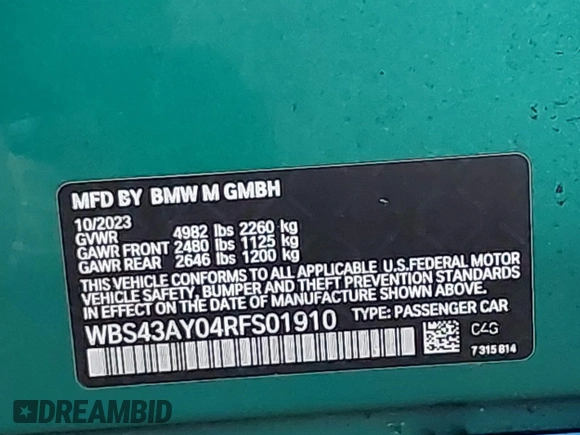 MFD BY BMW M GMBH
10/2023
GVWR 4982 lbs 2260 kg
GAWR FRONT 2480 lbs 1125 kg
GAWR REAR 2646 lbs 1200 kg
THIS VEHICLE CONFORMS TO ALL APPLICABLE U.S.FEDERAL MOTOR
VEHICLE SAFETY, BUMPER AND THEFT PREVENTION STANDARDS
IN EFFECT ON THE DATE OF MANUFACTURE SHOWN ABOVE.
WBS43AY04RFS01910 TYPE: PASSENGER CAR
C4G
7315814
DREAMBID